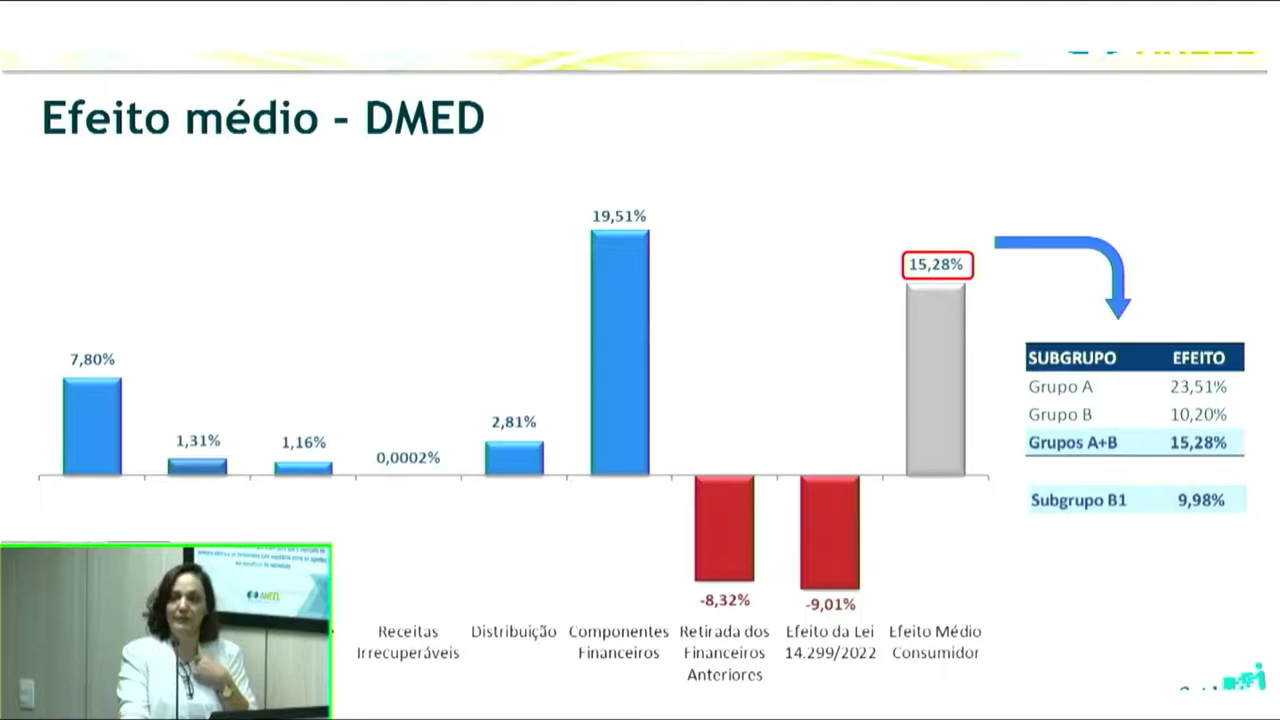 Efeito médio - DMED
19,51%
15,28%
7,80%
1,31%
1,16%
0,0002%
2,81%
-8,32%
-9,01%
SUBGRUPO EFEITO
Grupo A 23,51%
Grupo B 10,20%
Grupos A+B 15,28%
Subgrupo B1 9,98%
Receitas
Irrecuperáveis
Distribuição
Componentes
Financeiros
Retirada dos
Financeiros
Anteriores
Efeito da Lei
14.299/2022
Efeito Médio
Consumidor
ANEEL